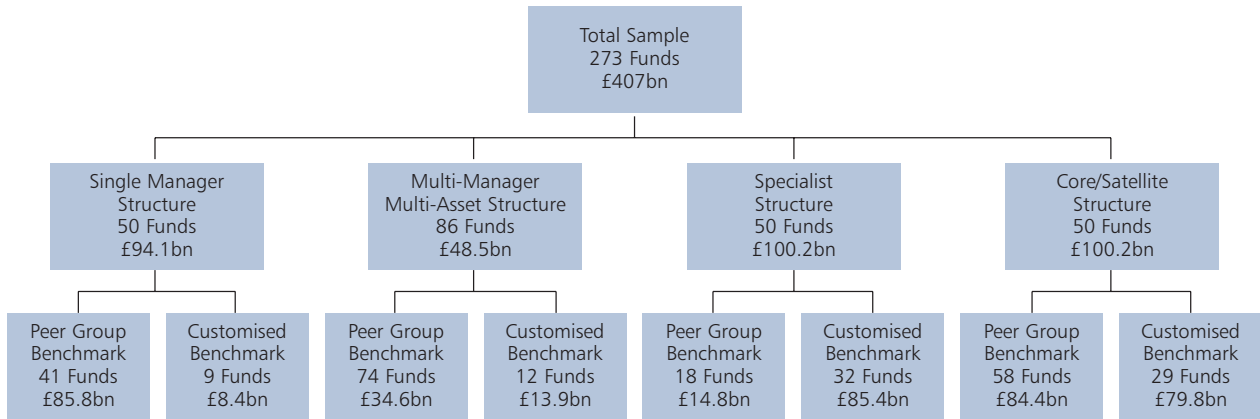 Total Sample
273 Funds
£407bn
Single Manager
Structure
50 Funds
£94.1bn
Multi-Manager
Multi-Asset Structure
86 Funds
£48.5bn
Specialist
Structure
50 Funds
£100.2bn
Core/Satellite
Structure
50 Funds
£100.2bn
Peer Group
Benchmark
41 Funds
£85.8bn
Customised
Benchmark
9 Funds
£8.4bn
Peer Group
Benchmark
74 Funds
£34.6bn
Customised
Benchmark
12 Funds
£13.9bn
Peer Group
Benchmark
18 Funds
£14.8bn
Customised
Benchmark
32 Funds
£85.4bn
Peer Group
Benchmark
58 Funds
£84.4bn
Customised
Benchmark
29 Funds
£79.8bn